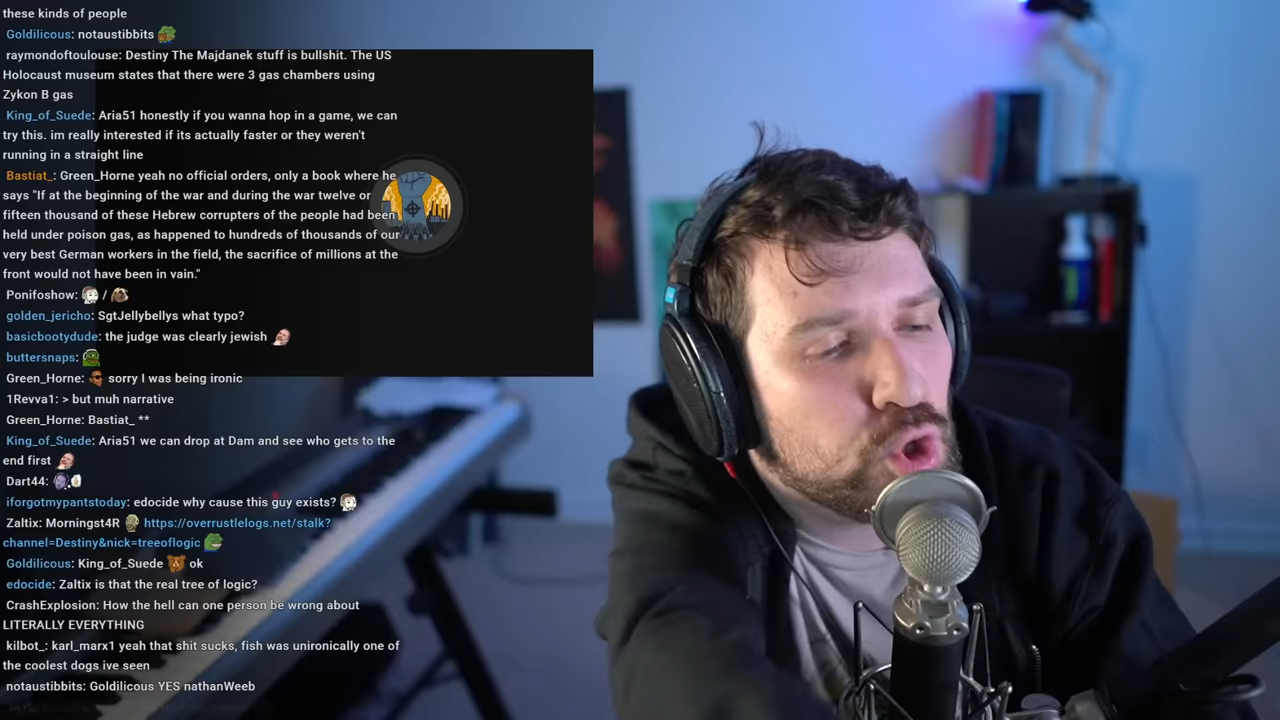 these kinds of people
Goldilicous: notaustibbits
raymondoftoulouse: Destiny The Majdanek stuff is bullshit. The US
Holocaust museum states that there were 3 gas chambers using
Zykon B gas
King_of_Suede: Aria51 honestly if you wanna hop in a game, we can
try this. im really interested if its actually faster or they weren't
running in a straight line
Bastiat_: Green_Horne yeah no official orders, only a book where he
says "If at the beginning of the war and during the war twelve or
fifteen thousand of these Hebrew corrupters of the people had been
held under poison gas, as happened to hundreds of thousands of our
very best German workers in the field, the sacrifice of millions at the
front would not have been in vain."
Ponifoshow: /
golden_jericho: SgtJellybellys what typo?
basicbootydude: the judge was clearly jewish
buttersnaps:
Green_Horne: sorry I was being ironic
1Revva1: > but muh narrative
Green_Horne: Bastiat_ **
King_of_Suede: Aria51 we can drop at Dam and see who gets to the
end first
Dart44:
iforgotmypantstoday: edocide why cause this guy exists?
Zaltix: Morningst4R https://overrustlelogs.net/stalk?
channel=Destiny&nick=treeoflogic
Goldilicous: King_of_Suede ok
edocide: Zaltix is that the real tree of logic?
CrashExplosion: How the hell can one person be wrong about
LITERALLY EVERYTHING
kilbot_: karl_marx1 yeah that shit sucks, fish was unironically one of
the coolest dogs ive seen
notaustibbits: Goldilicous YES nathanWeeb